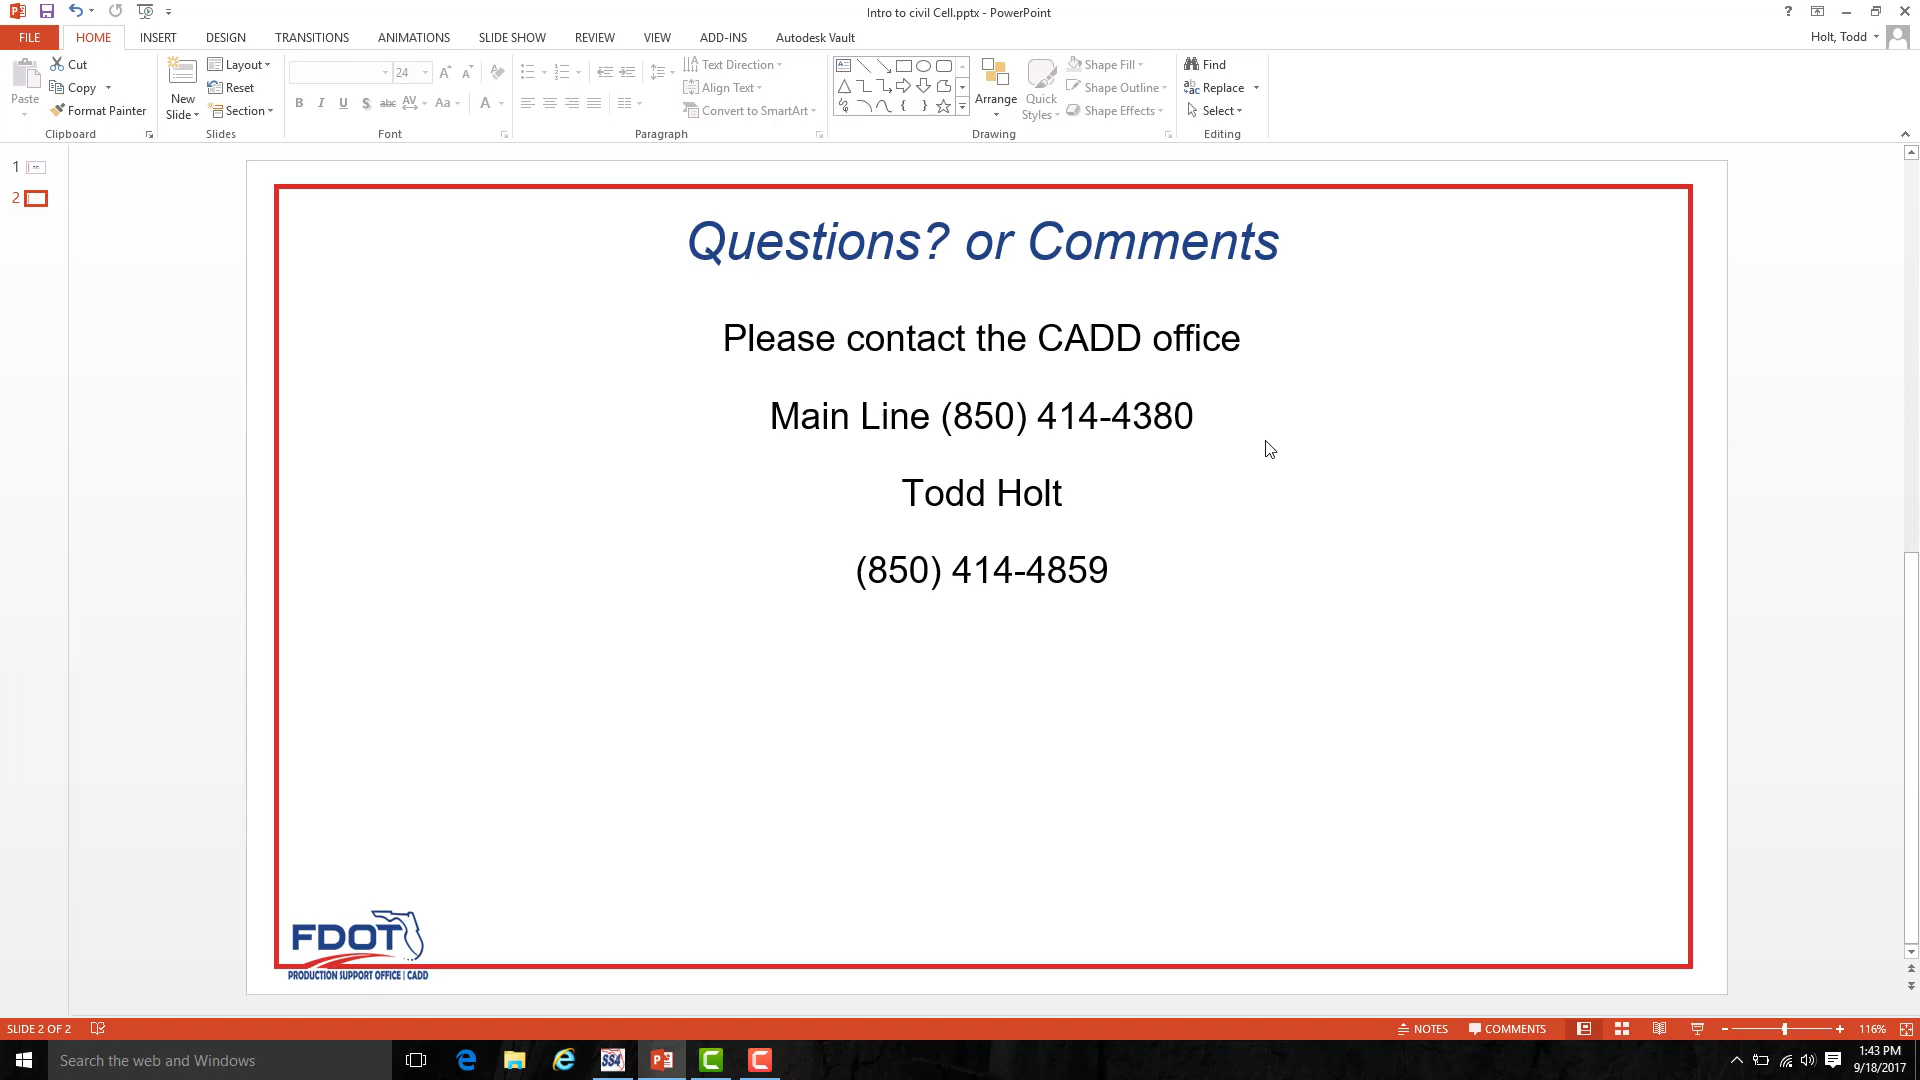 Intro to civil Cell.pptx - PowerPoint
?
FILE HOME INSERT DESIGN TRANSITIONS ANIMATIONS SLIDE SHOW REVIEW VIEW ADD-INS Autodesk Vault
Holt, Todd
Paste
Cut
Copy
Format Painter
Clipboard
New
Slide
Layout
Reset
Section
Slides
24
B I U S abc AV Aa A
Font
Text Direction
Align Text
Convert to SmartArt
Paragraph
Arrange
Quick
Styles
Shape Fill
Shape Outline
Shape Effects
Drawing
Find
Replace
Select
Editing
1
2
Questions? or Comments
Please contact the CADD office
Main Line (850) 414-4380
Todd Holt
(850) 414-4859
FDOT
PRODUCTION SUPPORT OFFICE | CADD
SLIDE 2 OF 2
NOTES
COMMENTS
116%
Search the web and Windows
SS4
1:43 PM
9/18/2017